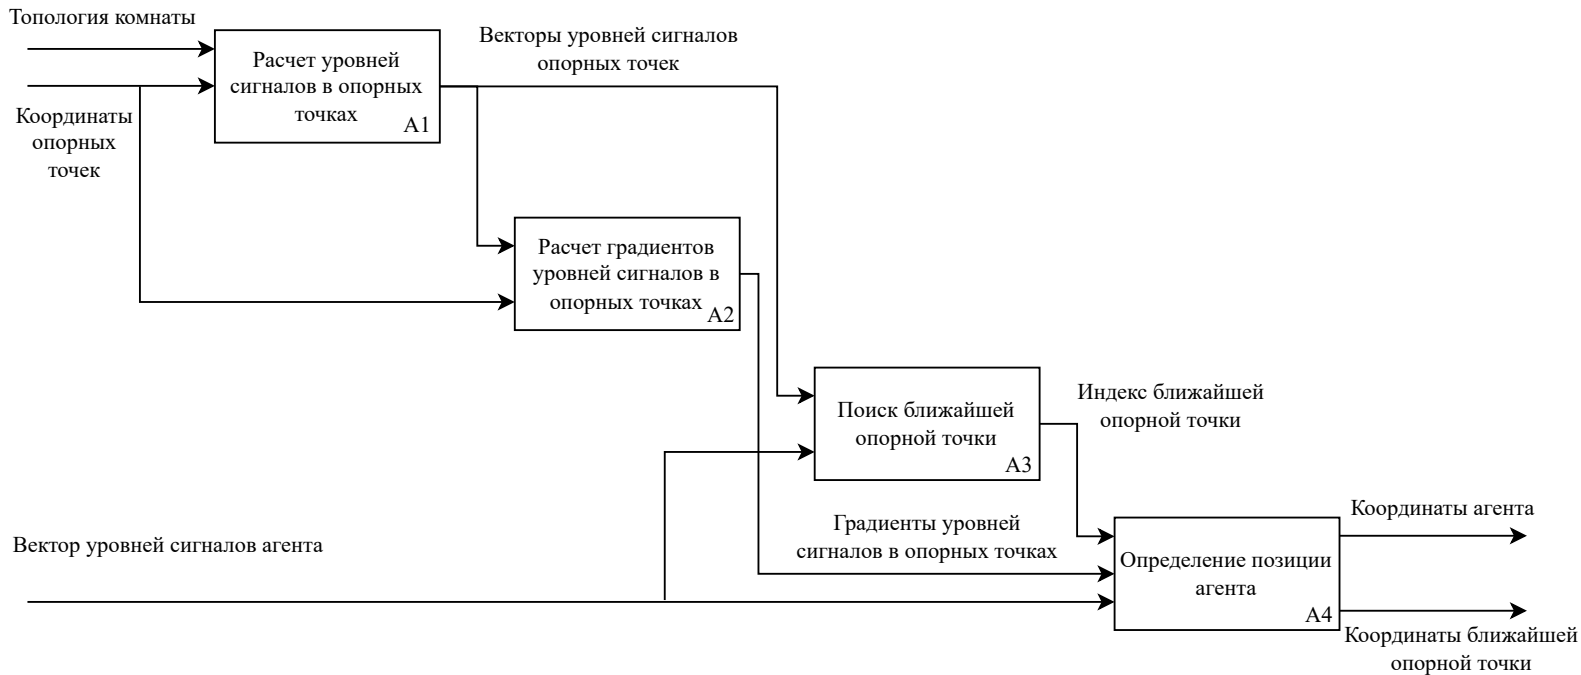 Топология комнаты
Расчет уровней
сигналов в опорных
точках
A1
Векторы уровней сигналов
опорных точек
Координаты
опорных
точек
Расчет градиентов
уровней сигналов в
опорных точках
A2
Поиск ближайшей
опорной точки
A3
Индекс ближайшей
опорной точки
Вектор уровней сигналов агента
Градиенты уровней
сигналов в опорных точках
Определение позиции
агента
A4
Координаты агента
Координаты ближайшей
опорной точки